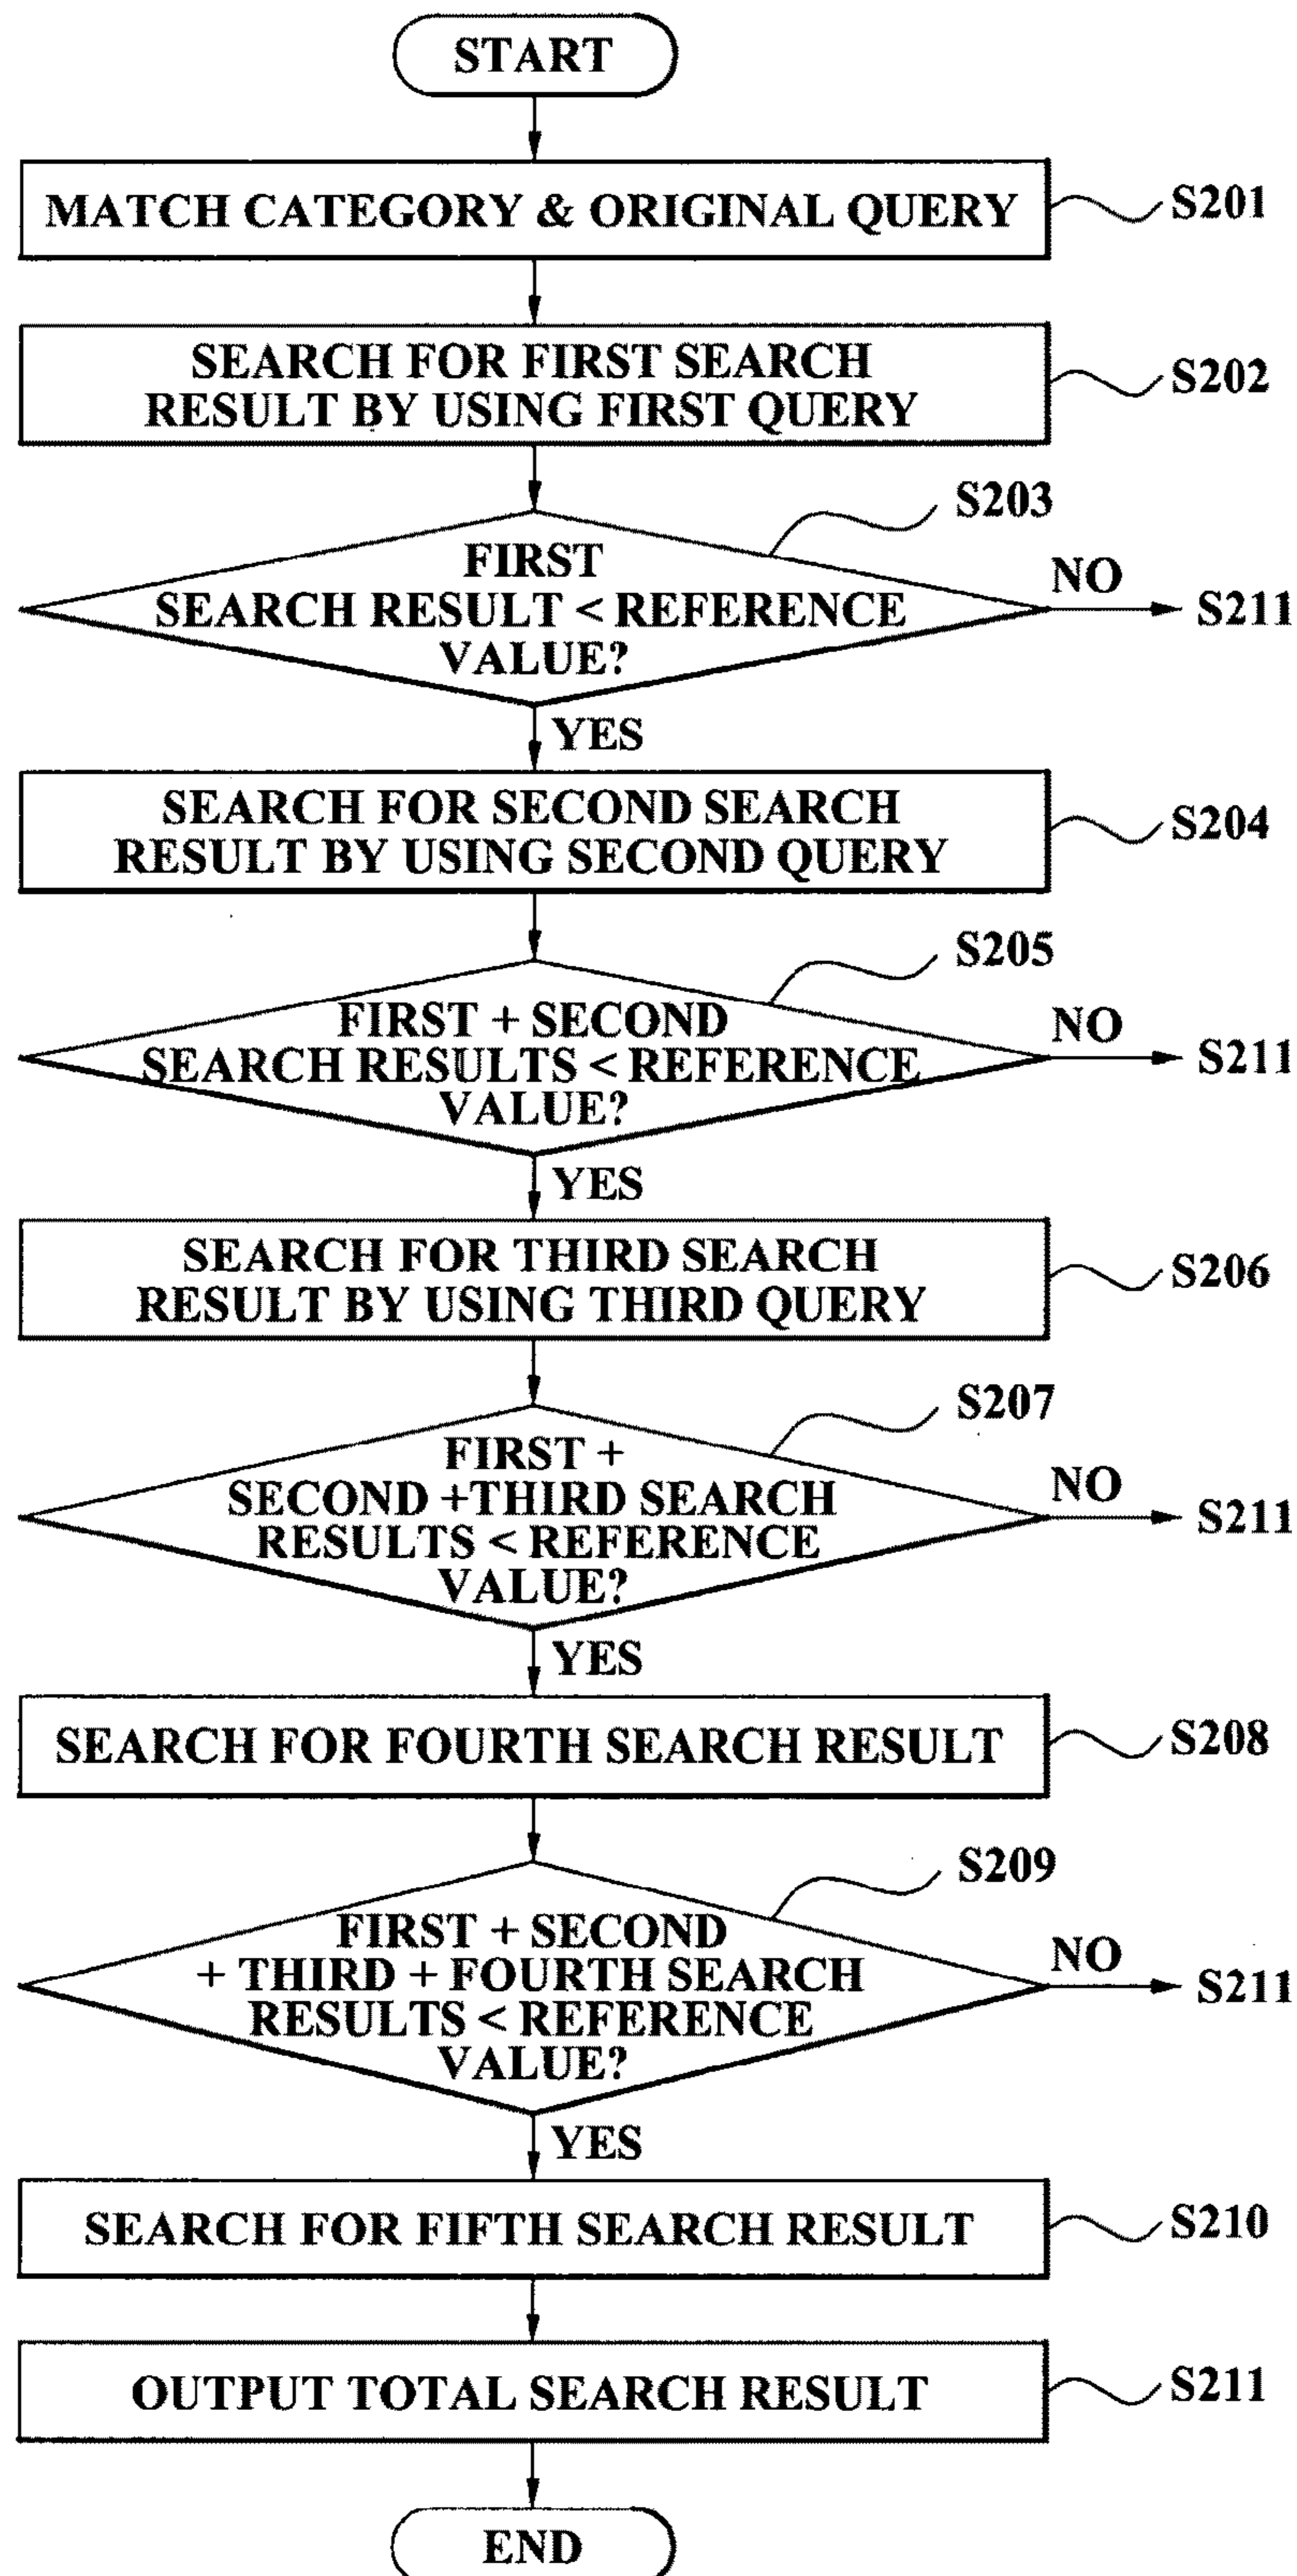 START
MATCH CATEGORY & ORIGINAL QUERY
S201
SEARCH FOR FIRST SEARCH
RESULT BY USING FIRST QUERY
S202
S203
FIRST
SEARCH RESULT < REFERENCE
VALUE?
NO
S211
YES
SEARCH FOR SECOND SEARCH
RESULT BY USING SECOND QUERY
S204
S205
FIRST + SECOND
SEARCH RESULTS < REFERENCE
VALUE?
NO
S211
YES
SEARCH FOR THIRD SEARCH
RESULT BY USING THIRD QUERY
S206
S207
FIRST +
SECOND +THIRD SEARCH
RESULTS < REFERENCE
VALUE?
NO
S211
YES
SEARCH FOR FOURTH SEARCH RESULT
S208
S209
FIRST + SECOND
+ THIRD + FOURTH SEARCH
RESULTS < REFERENCE
VALUE?
NO
S211
YES
SEARCH FOR FIFTH SEARCH RESULT
S210
OUTPUT TOTAL SEARCH RESULT
S211
END